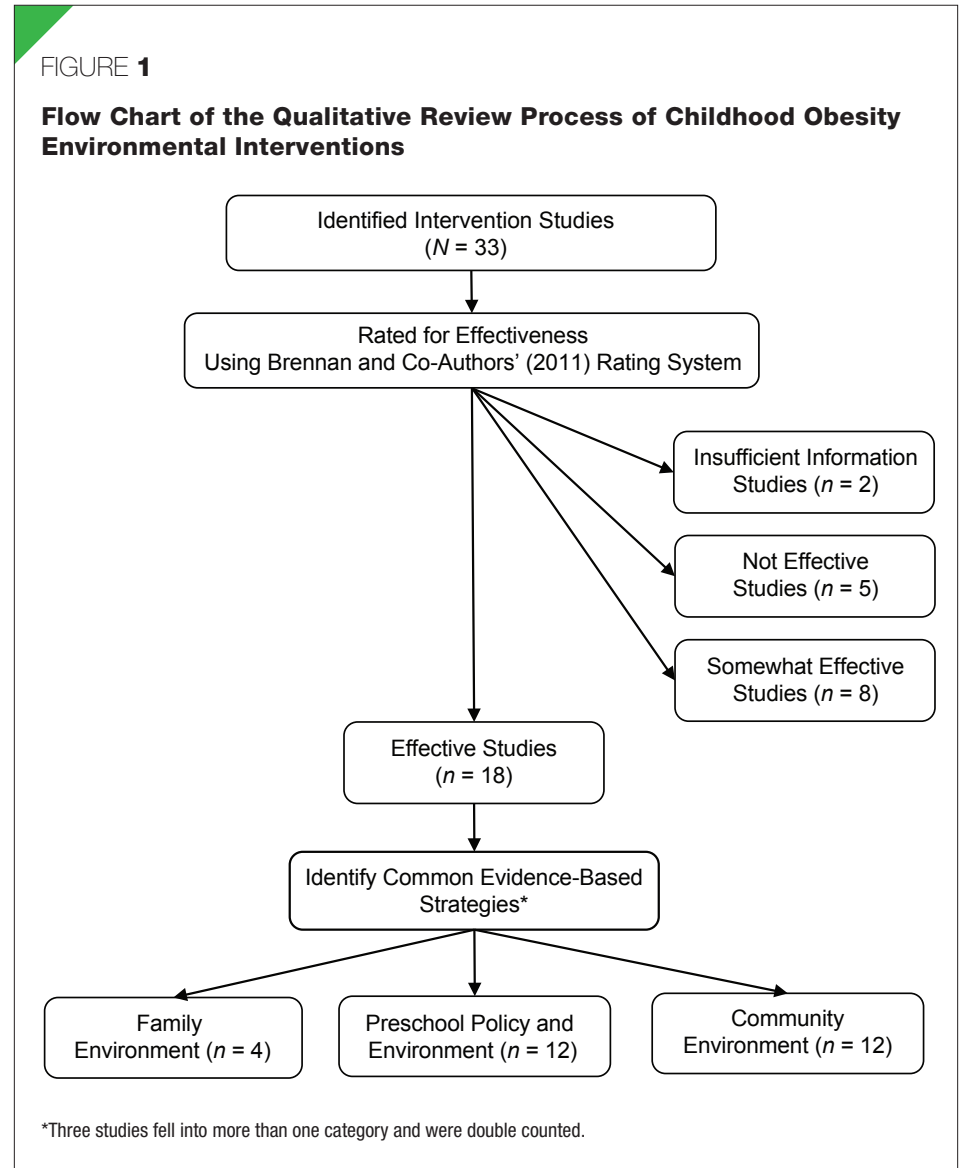 FIGURE 1
Flow Chart of the Qualitative Review Process of Childhood Obesity
Environmental Interventions
Identified Intervention Studies
(N = 33)
Rated for Effectiveness
Using Brennan and Co-Authors’ (2011) Rating System
Insufficient Information
Studies (n = 2)
Not Effective
Studies (n = 5)
Somewhat Effective
Studies (n = 8)
Effective Studies
(n = 18)
Identify Common Evidence-Based
Strategies*
Family
Environment (n = 4)
Preschool Policy and
Environment (n = 12)
Community
Environment (n = 12)
*Three studies fell into more than one category and were double counted.